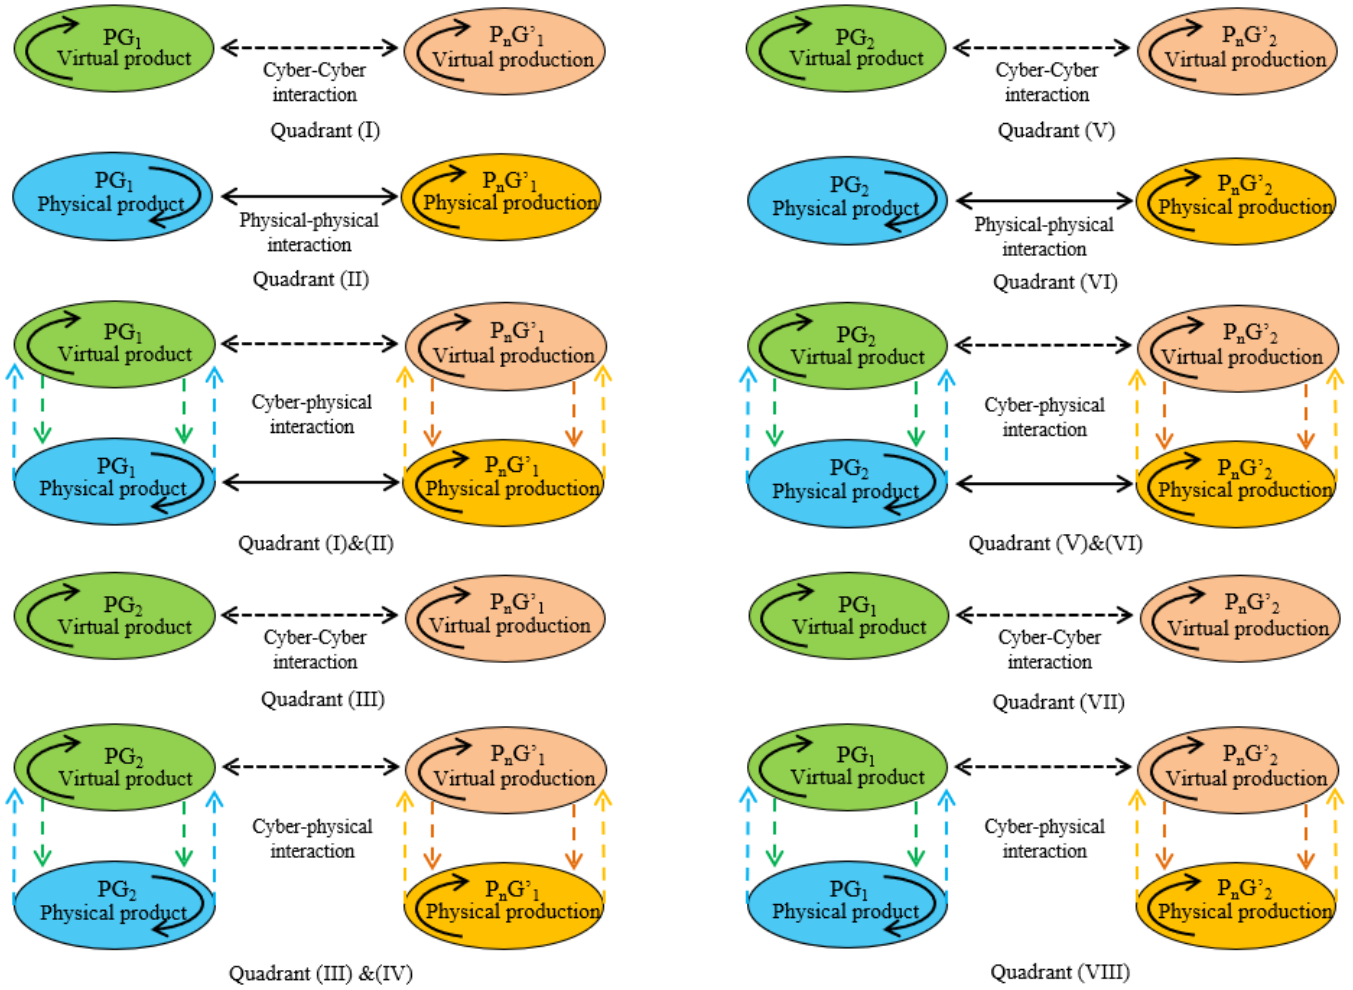 PG₁
Virtual product
Cyber-Cyber
interaction
PₙG’₁
Virtual production
Quadrant (I)
PG₁
Physical product
Physical-physical
interaction
PₙG’₁
Physical production
Quadrant (II)
PG₁
Virtual product
PₙG’₁
Virtual production
Cyber-physical
interaction
PG₁
Physical product
PₙG’₁
Physical production
Quadrant (I)&(II)
PG₂
Virtual product
Cyber-Cyber
interaction
PₙG’₁
Virtual production
Quadrant (III)
PG₂
Virtual product
PₙG’₁
Virtual production
Cyber-physical
interaction
PG₂
Physical product
PₙG’₁
Physical production
Quadrant (III) &(IV)
PG₂
Virtual product
Cyber-Cyber
interaction
PₙG’₂
Virtual production
Quadrant (V)
PG₂
Physical product
Physical-physical
interaction
PₙG’₂
Physical production
Quadrant (VI)
PG₂
Virtual product
PₙG’₂
Virtual production
Cyber-physical
interaction
PG₂
Physical product
PₙG’₂
Physical production
Quadrant (V)&(VI)
PG₁
Virtual product
Cyber-Cyber
interaction
PₙG’₂
Virtual production
Quadrant (VII)
PG₁
Virtual product
PₙG’₂
Virtual production
Cyber-physical
interaction
PG₁
Physical product
PₙG’₂
Physical production
Quadrant (VIII)